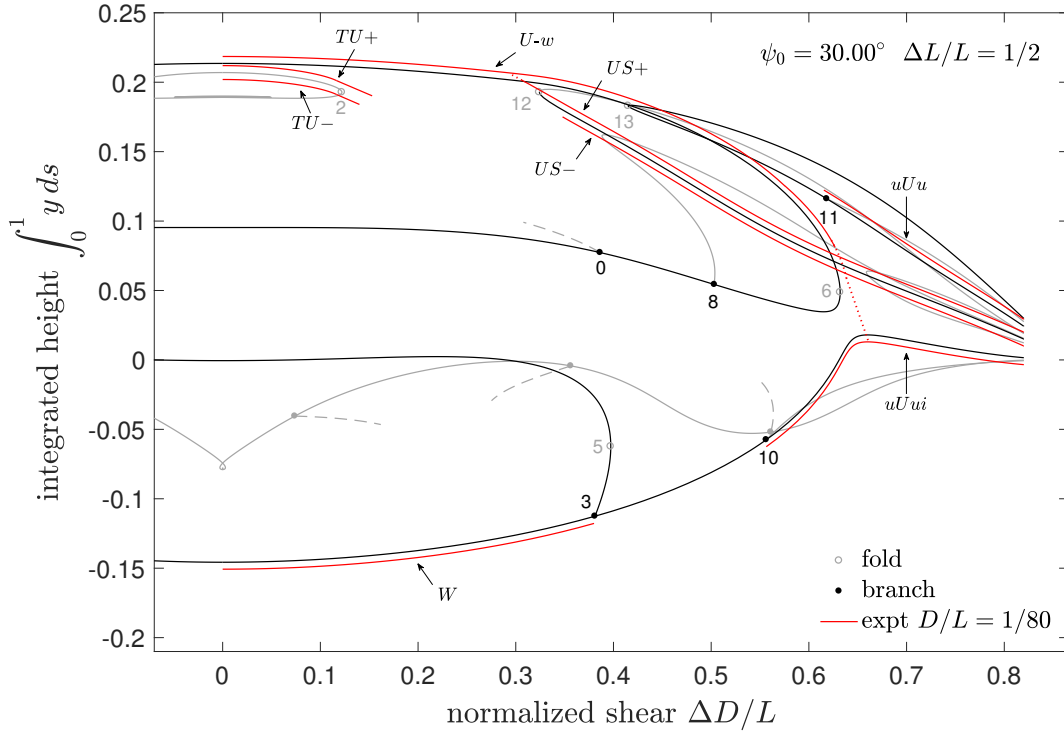 ψ₀ = 30.00°  ΔL/L = 1/2
0.25
0.2
0.15
0.1
0.05
0
-0.05
-0.1
-0.15
-0.2
integrated height ∫₀¹ y ds
TU+
U-w
US+
TU−
2
12
13
US−
uUu
11
0
8
6
uUui
5
3
10
W
fold
branch
expt D/L = 1/80
0
0.1
0.2
0.3
0.4
0.5
0.6
0.7
0.8
normalized shear ΔD/L